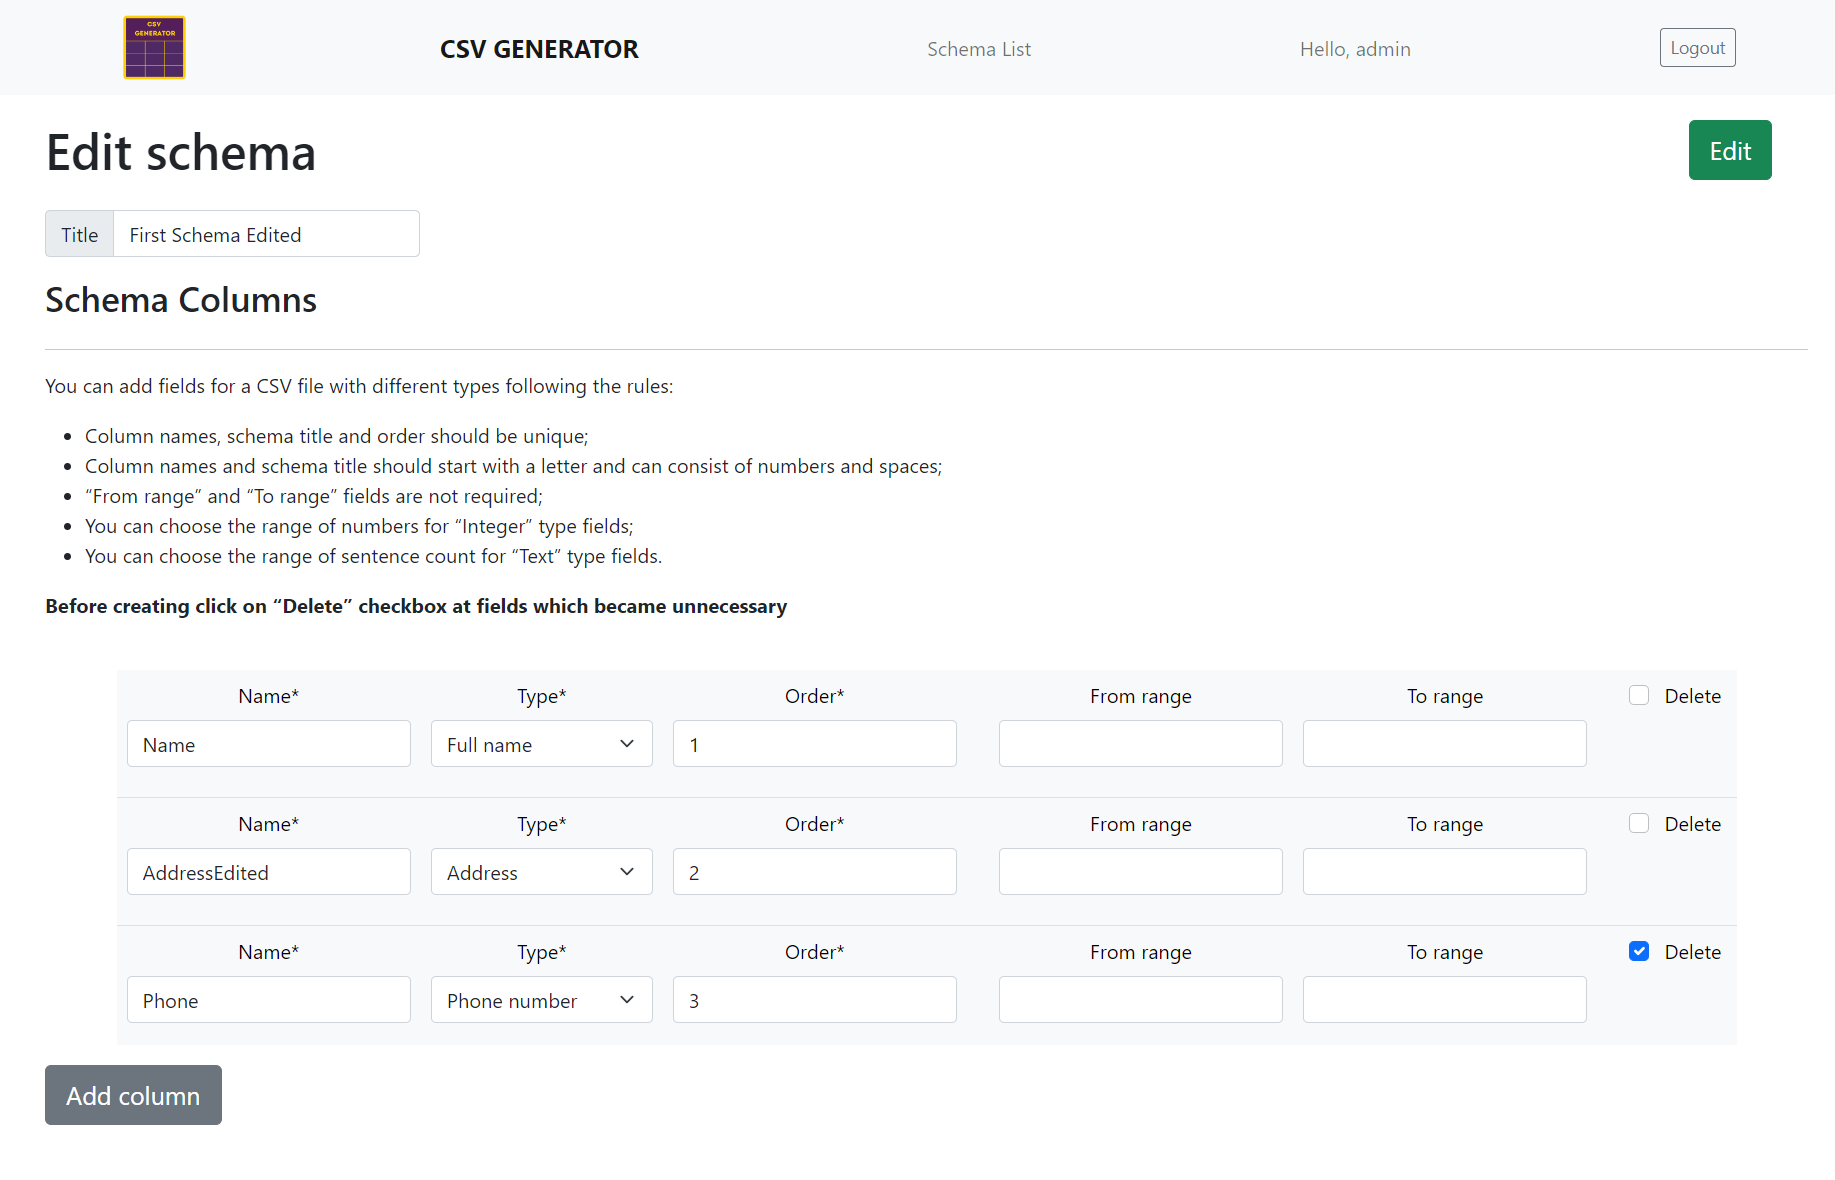 CSV
GENERATOR
CSV GENERATOR
Schema List
Hello, admin
Logout
Edit schema
Edit
Title
First Schema Edited
Schema Columns
You can add fields for a CSV file with different types following the rules:
Column names, schema title and order should be unique;
Column names and schema title should start with a letter and can consist of numbers and spaces;
“From range” and “To range” fields are not required;
You can choose the range of numbers for “Integer” type fields;
You can choose the range of sentence count for “Text” type fields.
Before creating click on “Delete” checkbox at fields which became unnecessary
Name* Type* Order* From range To range Delete
Name Full name 1
Name* Type* Order* From range To range Delete
AddressEdited Address 2
Name* Type* Order* From range To range Delete
Phone Phone number 3
Add column